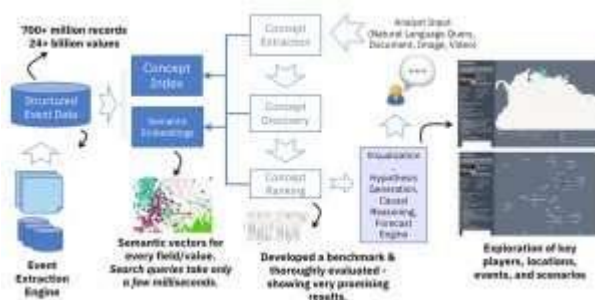 700+ million records
24+ billion values
Structured
Event Data
Event
Extraction
Engine
Concept
Index
Semantic
Embeddings
Semantic vectors for
every field/value.
Search queries take only
a few milliseconds.
Concept
Extraction
Concept
Discovery
Concept
Ranking
Developed a benchmark &
thoroughly evaluated -
showing very promising
results.
Analyst Input
(Natural Language Query,
Document, Image, Video)
Visualization
-
Hypothesis
Generation,
Causal
Reasoning,
Forecast
Engine
Exploration of key
players, locations,
events, and scenarios